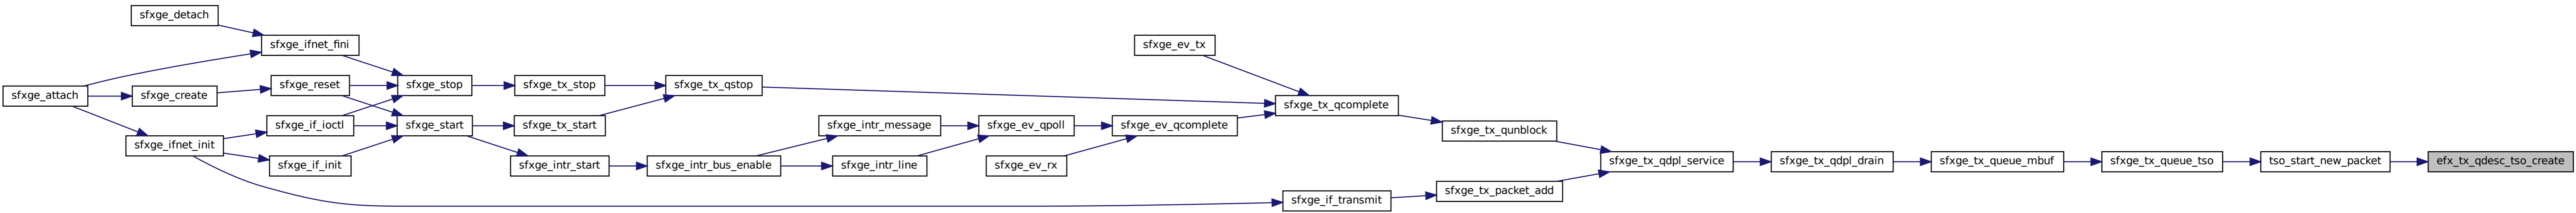 sfxge_detach
sfxge_ifnet_fini
sfxge_ev_tx
sfxge_attach
sfxge_create
sfxge_reset
sfxge_stop
sfxge_tx_stop
sfxge_tx_qstop
sfxge_tx_qcomplete
sfxge_if_ioctl
sfxge_start
sfxge_tx_start
sfxge_intr_message
sfxge_ev_qpoll
sfxge_ev_qcomplete
sfxge_tx_qunblock
sfxge_ifnet_init
sfxge_if_init
sfxge_intr_start
sfxge_intr_bus_enable
sfxge_intr_line
sfxge_ev_rx
sfxge_tx_qdpl_service
sfxge_tx_qdpl_drain
sfxge_tx_queue_mbuf
sfxge_tx_queue_tso
tso_start_new_packet
efx_tx_qdesc_tso_create
sfxge_if_transmit
sfxge_tx_packet_add